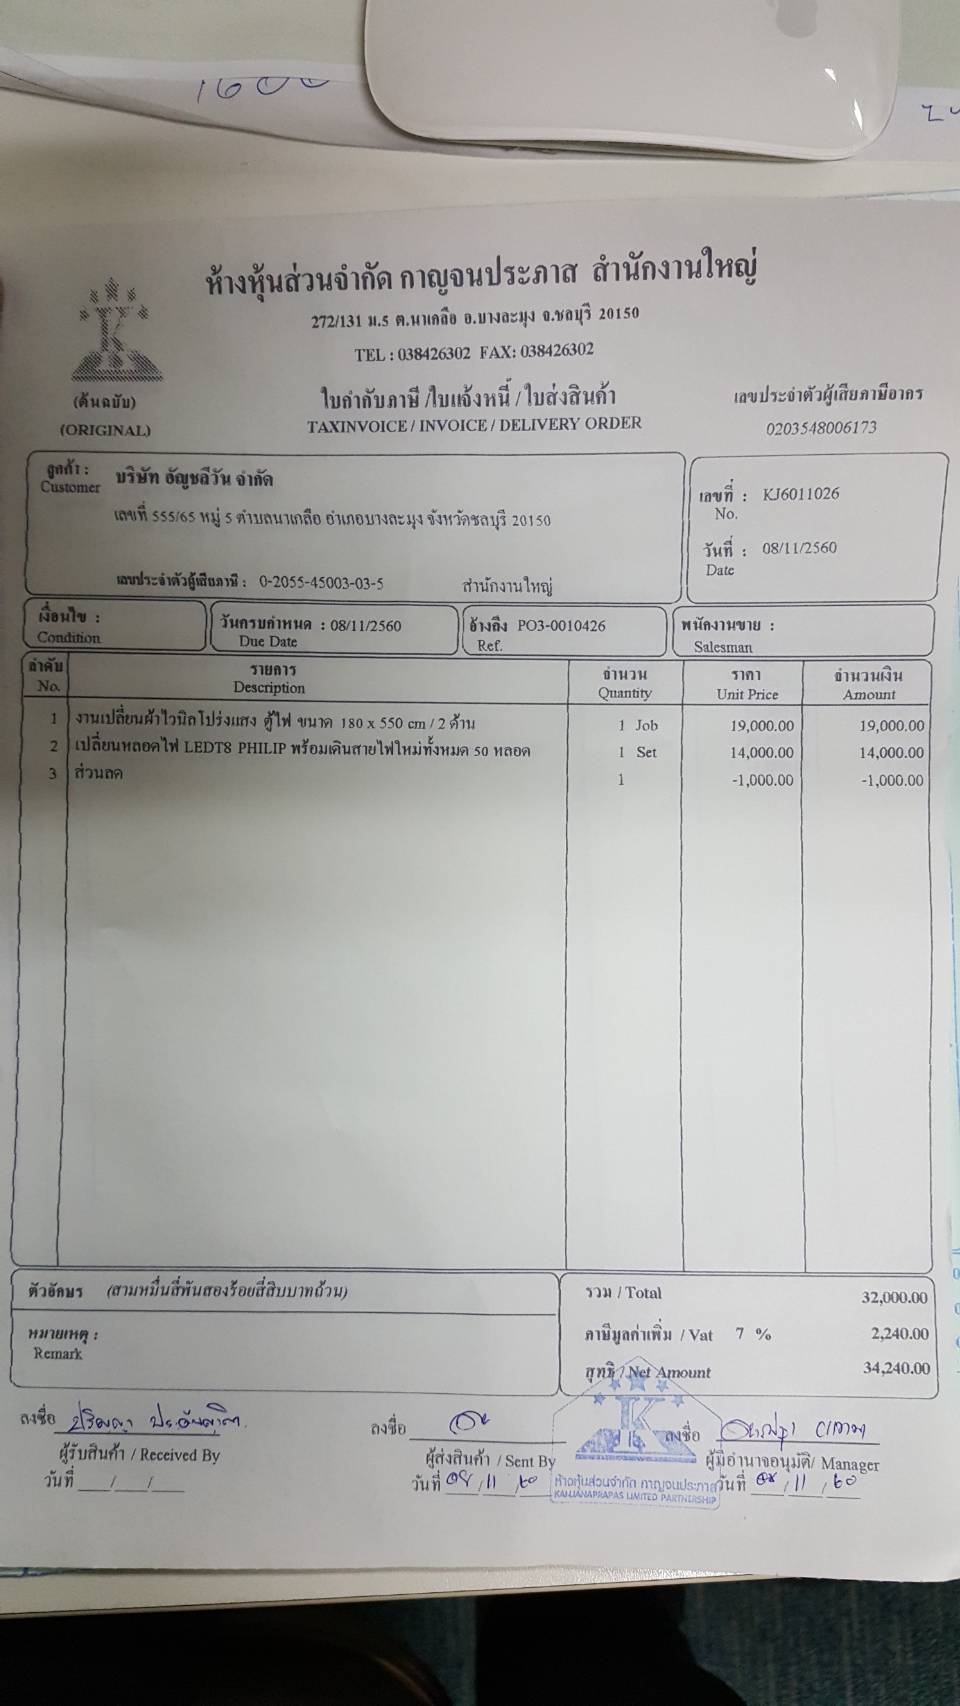 1600
ห้างหุ้นส่วนจำกัด กาญจนประภาส สำนักงานใหญ่
272/131 ม.5 ต.นาเกลือ อ.บางละมุง จ.ชลบุรี 20150
TEL : 038426302 FAX: 038426302
(ต้นฉบับ)
(ORIGINAL)
ใบกำกับภาษี /ใบแจ้งหนี้ / ใบส่งสินค้า
TAXINVOICE / INVOICE / DELIVERY ORDER
เลขประจำตัวผู้เสียภาษีอากร
0203548006173
ลูกค้า : บริษัท อัญชลีวัน จำกัด
Customer
เลขที่ 555/65 หมู่ 5 ตำบลนาเกลือ อำเภอบางละมุง จังหวัดชลบุรี 20150
เลขประจำตัวผู้เสียภาษี : 0-2055-45003-03-5 สำนักงานใหญ่
เลขที่ : KJ6011026
No.
วันที่ : 08/11/2560
Date
เงื่อนไข :
Condition
วันครบกำหนด : 08/11/2560
Due Date
อ้างถึง PO3-0010426
Ref.
พนักงานขาย :
Salesman
ลำดับ รายการ จำนวน ราคา จำนวนเงิน
No. Description Quantity Unit Price Amount
1 งานเปลี่ยนผ้าไวนิลโปร่งแสง ตู้ไฟ ขนาด 180 x 550 cm / 2 ด้าน 1 Job 19,000.00 19,000.00
2 เปลี่ยนหลอดไฟ LEDT8 PHILIP พร้อมเดินสายไฟใหม่ทั้งหมด 50 หลอด 1 Set 14,000.00 14,000.00
3 ส่วนลด 1 -1,000.00 -1,000.00
ตัวอักษร (สามหมื่นสี่พันสองร้อยสี่สิบบาทถ้วน)
หมายเหตุ :
Remark
รวม / Total 32,000.00
ภาษีมูลค่าเพิ่ม / Vat 7 % 2,240.00
สุทธิ / Net Amount 34,240.00
ลงชื่อ
ผู้รับสินค้า / Received By
วันที่ / /
ลงชื่อ
ผู้ส่งสินค้า / Sent By
วันที่ 08 / 11 / 60
K
ห้างหุ้นส่วนจำกัด กาญจนประภาส
KANJANAPRAPAS LIMITED PARTNERSHIP
ลงชื่อ
ผู้มีอำนาจอนุมัติ/ Manager
วันที่ 08 / 11 / 60